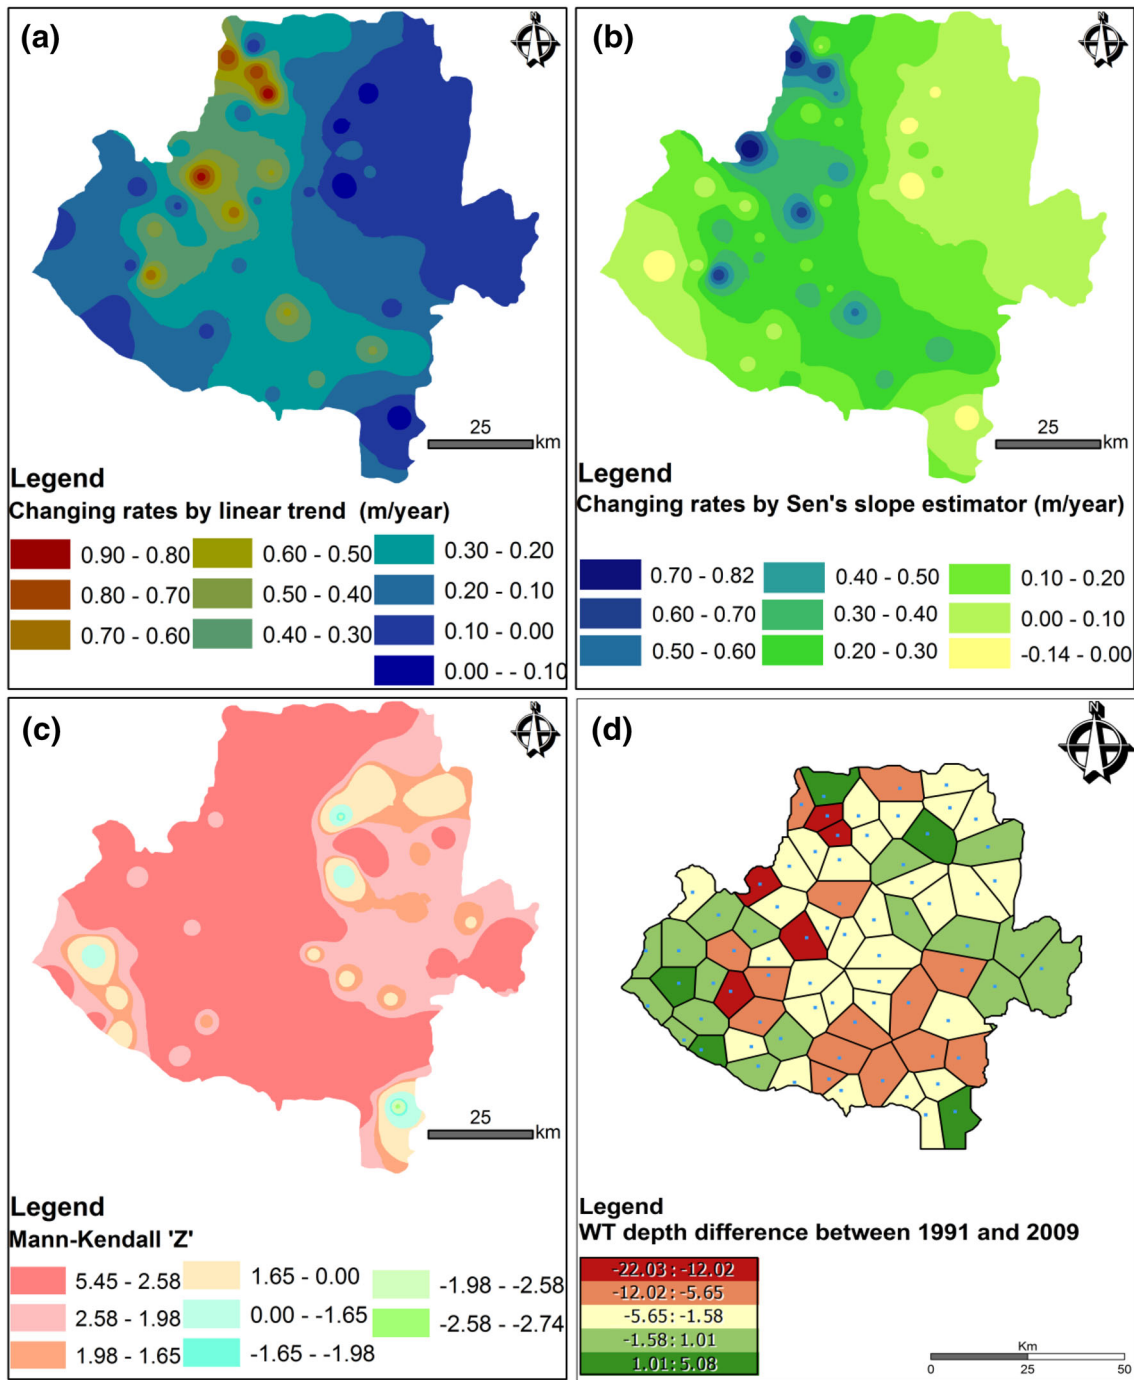 (a)
N
25
km
Legend
Changing rates by linear trend (m/year)
0.90 - 0.80
0.80 - 0.70
0.70 - 0.60
0.60 - 0.50
0.50 - 0.40
0.40 - 0.30
0.30 - 0.20
0.20 - 0.10
0.10 - 0.00
0.00 - - 0.10
(b)
N
25
km
Legend
Changing rates by Sen's slope estimator (m/year)
0.70 - 0.82
0.60 - 0.70
0.50 - 0.60
0.40 - 0.50
0.30 - 0.40
0.20 - 0.30
0.10 - 0.20
0.00 - 0.10
-0.14 - 0.00
(c)
N
25
km
Legend
Mann-Kendall 'Z'
5.45 - 2.58
2.58 - 1.98
1.98 - 1.65
1.65 - 0.00
0.00 - -1.65
-1.65 - -1.98
-1.98 - -2.58
-2.58 - -2.74
(d)
N
Legend
WT depth difference between 1991 and 2009
-22.03 : -12.02
-12.02 : -5.65
-5.65 : -1.58
-1.58 : 1.01
1.01 : 5.08
Km
0 25 50